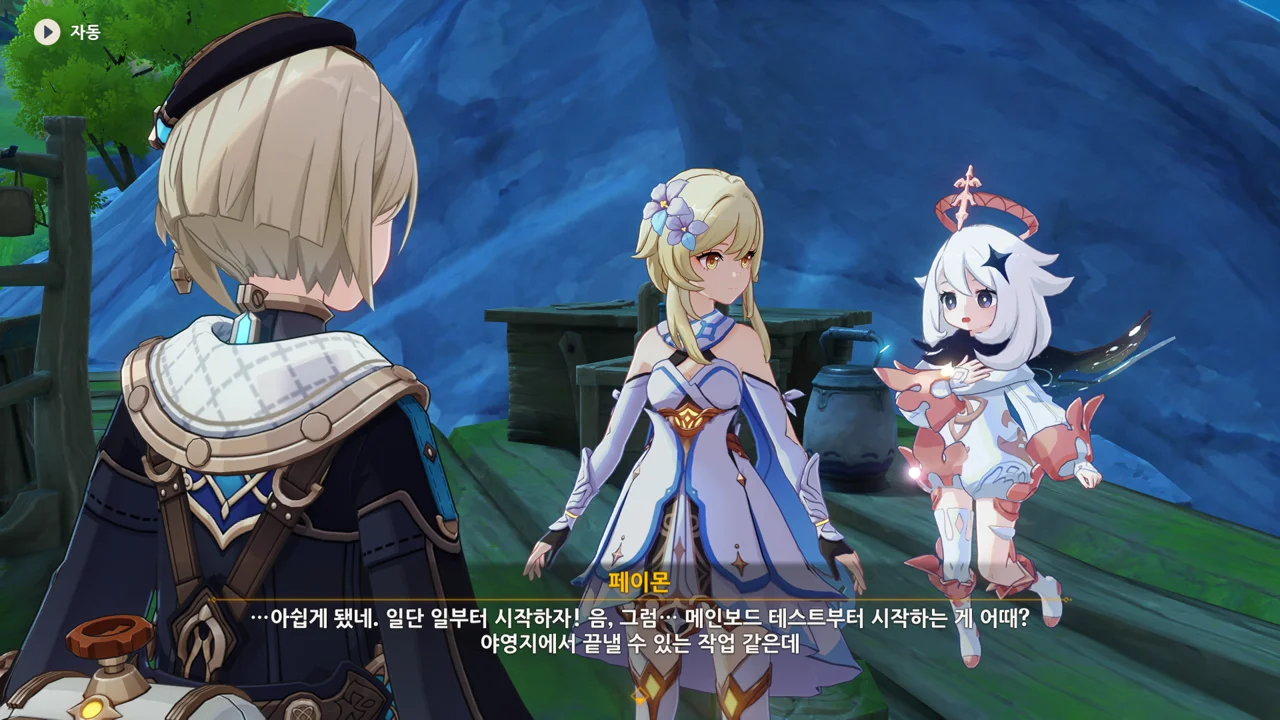 자동
페이몬
…아쉽게 됐네. 일단 일부터 시작하자! 음, 그럼… 메인보드 테스트부터 시작하는 게 어때?
야영지에서 끝낼 수 있는 작업 같은데